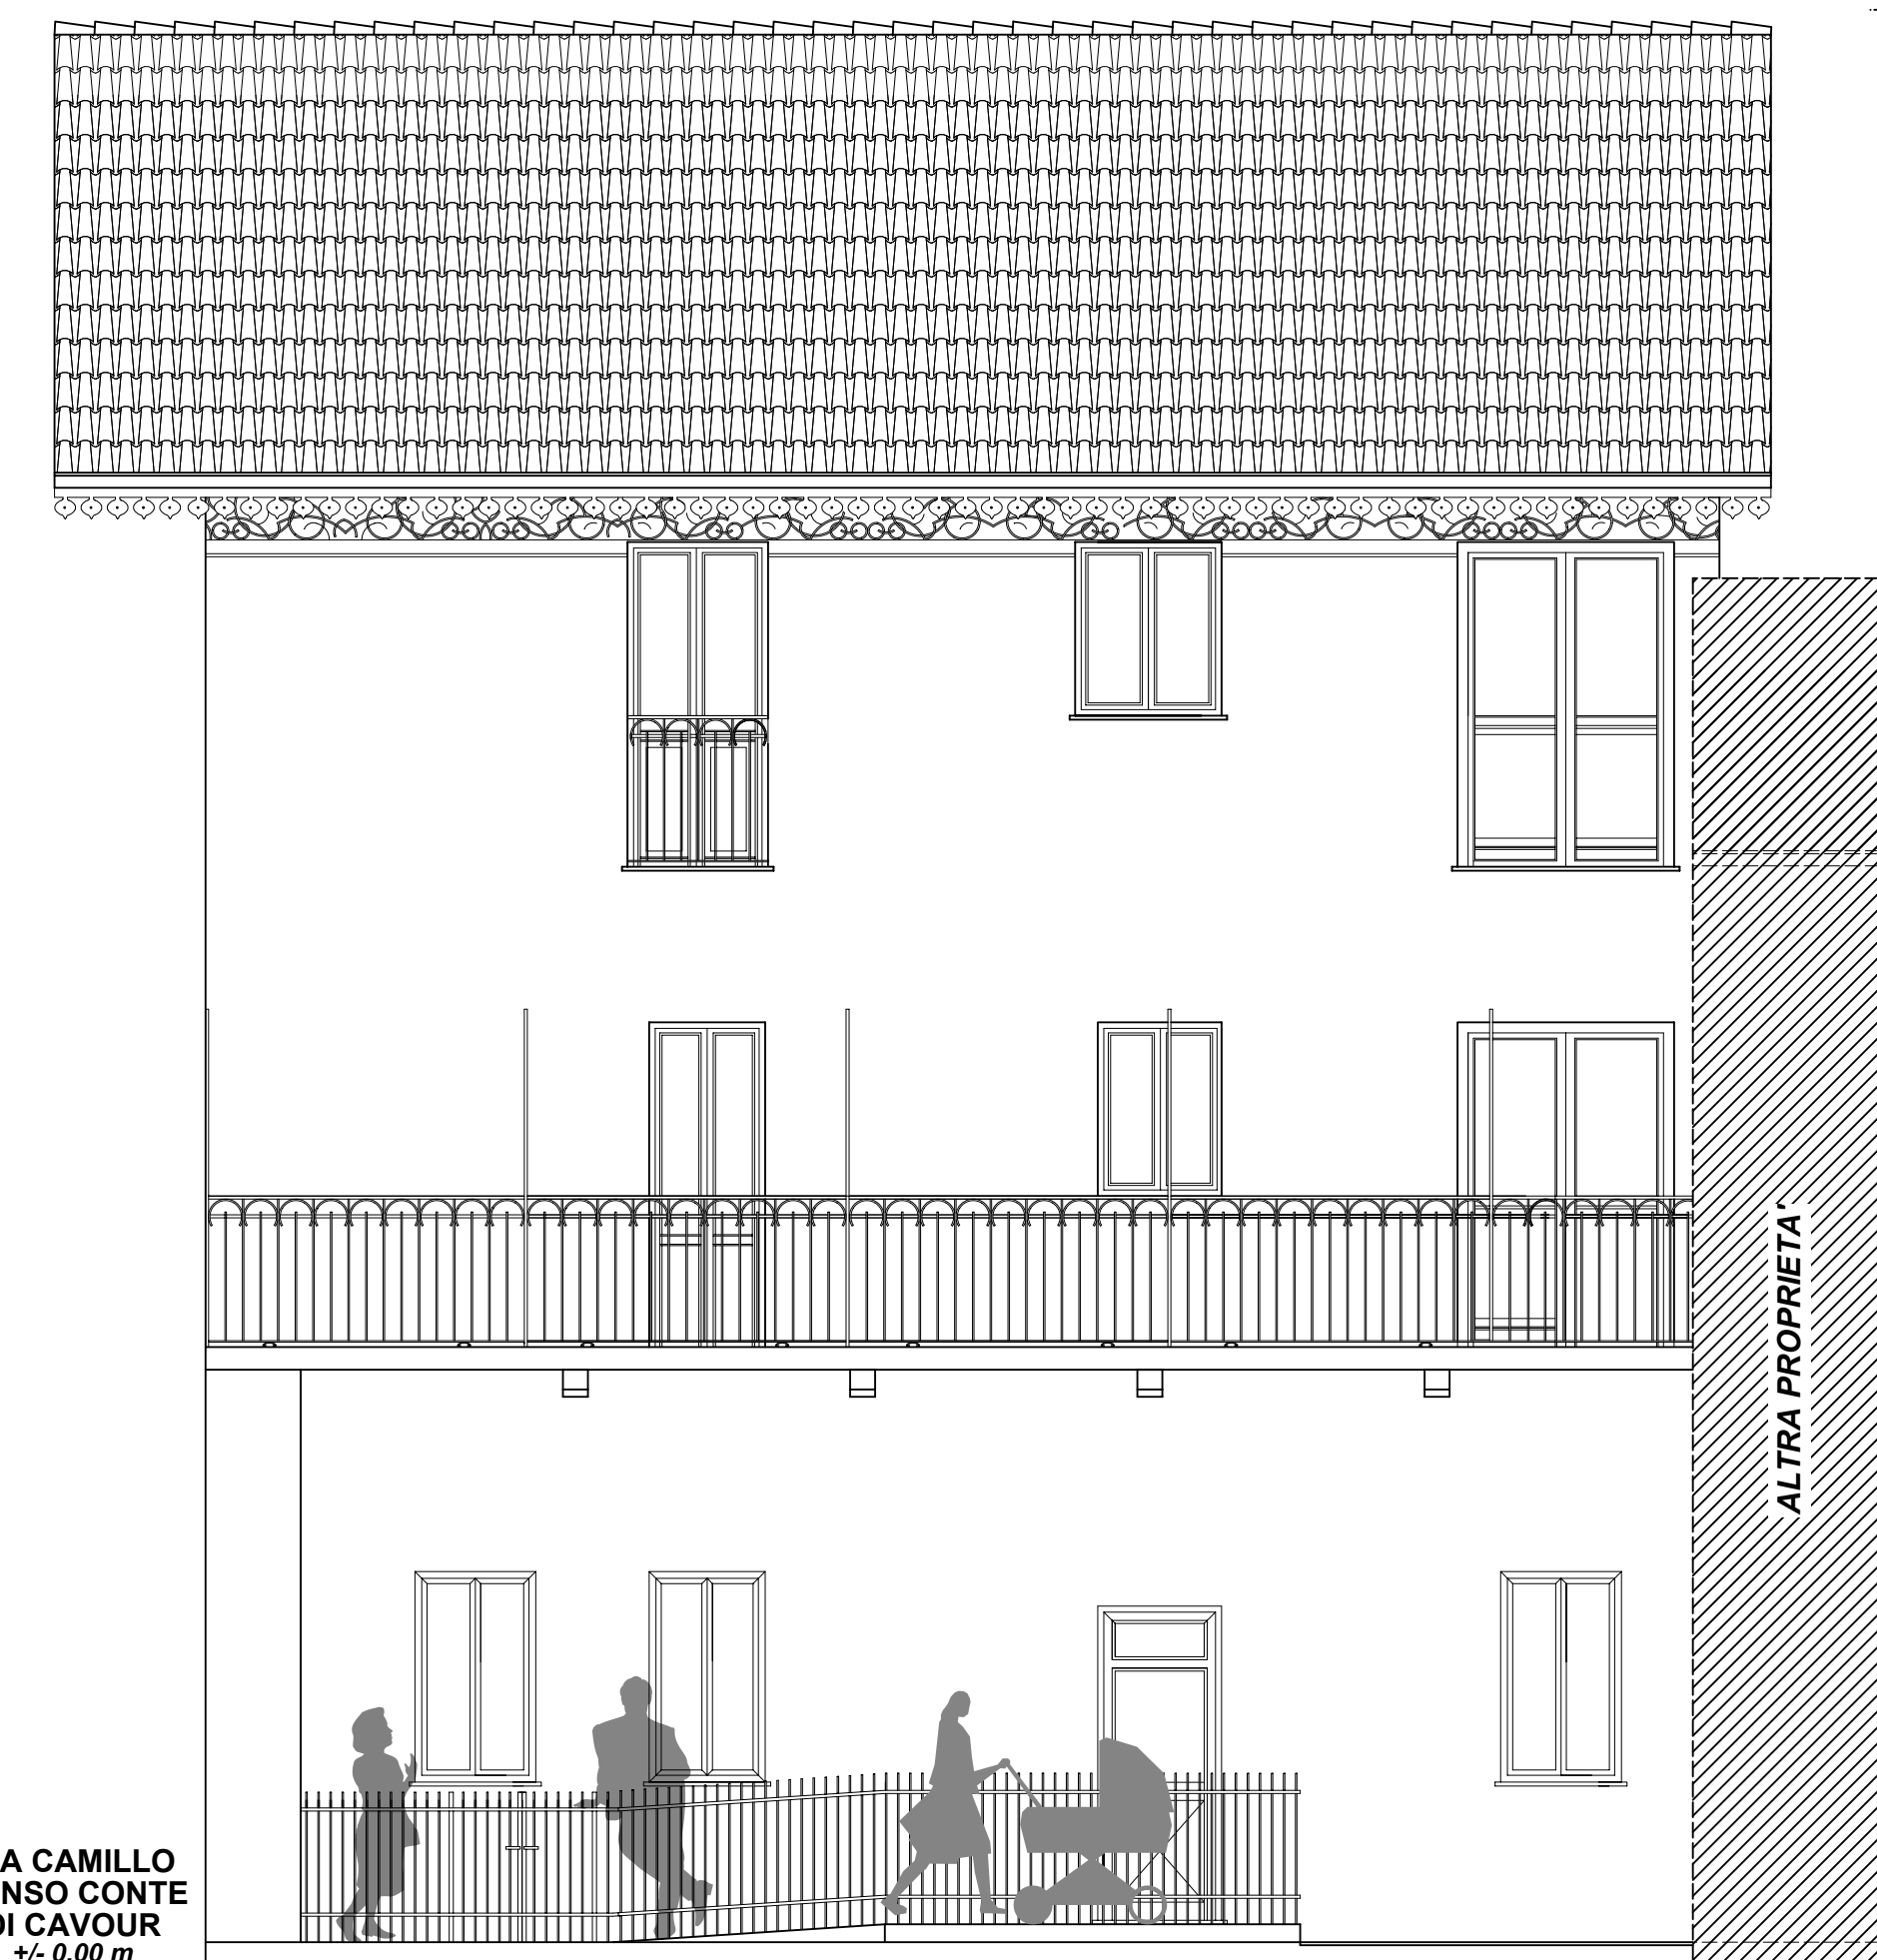 ALTRA PROPRIETA'
A CAMILLO
NSO CONTE
DI CAVOUR
+/- 0.00 m